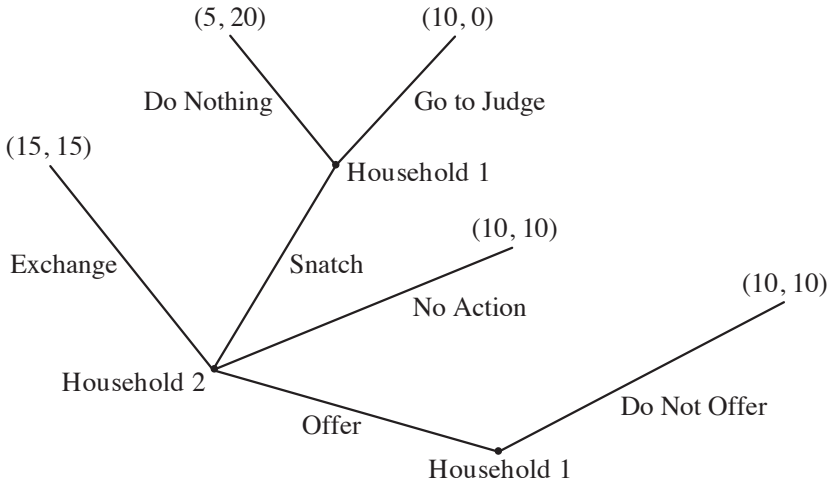 (5, 20)
(10, 0)
Do Nothing
Go to Judge
(15, 15)
Household 1
(10, 10)
Exchange
Snatch
(10, 10)
No Action
Household 2
Do Not Offer
Offer
Household 1